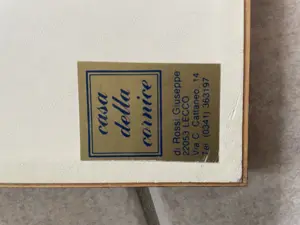 casa
della
cornice
di Rossi Giuseppe
22053 LECCO
Via C. Cattaneo, 14
Tel. (0341) 363197